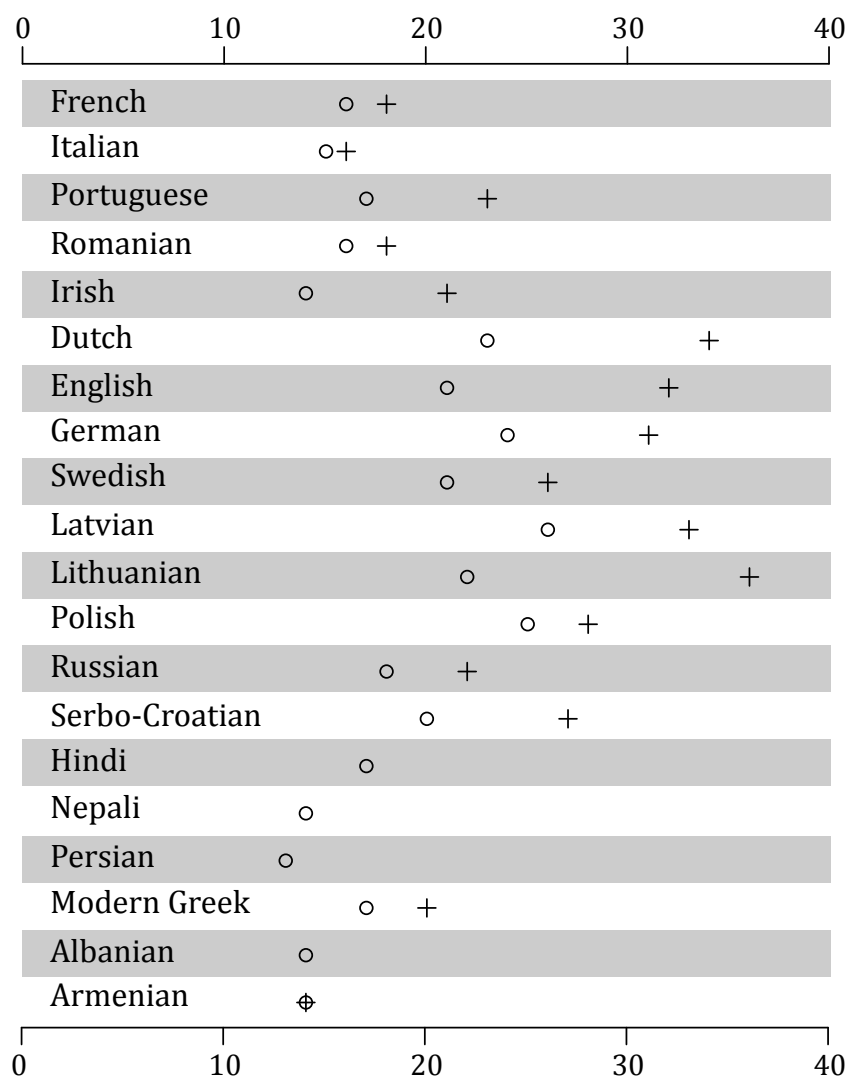 0 10 20 30 40
French
Italian
Portuguese
Romanian
Irish
Dutch
English
German
Swedish
Latvian
Lithuanian
Polish
Russian
Serbo-Croatian
Hindi
Nepali
Persian
Modern Greek
Albanian
Armenian
0 10 20 30 40